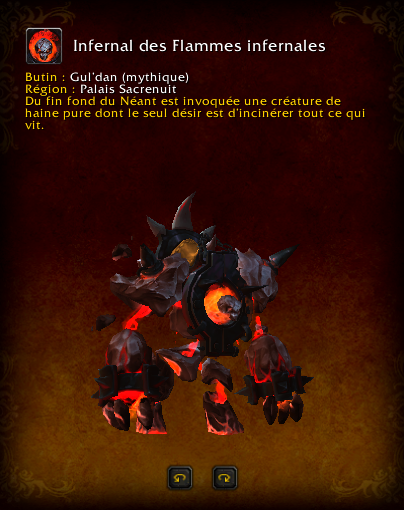 Infernal des Flammes infernales
Butin : Gul'dan (mythique)
Région : Palais Sacrenuit
Du fin fond du Néant est invoquée une créature de
haine pure dont le seul désir est d'incinérer tout ce qui
vit.